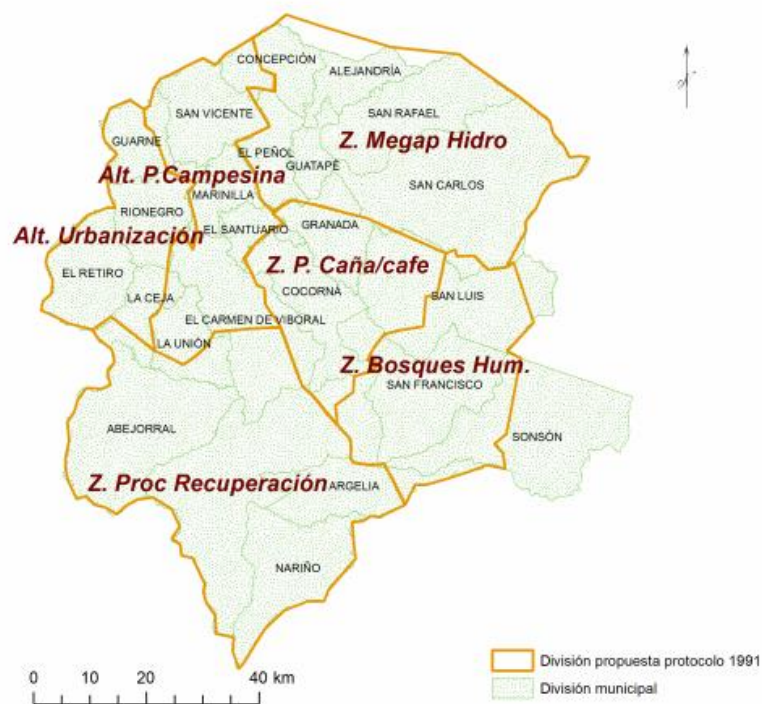 CONCEPCIÓN
ALEJANDRÍA
SAN VICENTE
SAN RAFAEL
GUARNE
Z. Megap Hidro
EL PEÑOL
GUATAPÉ
Alt. P.Campesina
SAN CARLOS
MARINILLA
RIONEGRO
GRANADA
EL SANTUARIO
Alt. Urbanización
Z. P. Caña/cafe
EL RETIRO
COCORNÁ
SAN LUIS
LA CEJA
EL CARMEN DE VIBORAL
LA UNIÓN
Z. Bosques Hum.
SAN FRANCISCO
ABEJORRAL
SONSÓN
Z. Proc Recuperación
ARGELIA
NARIÑO
División propuesta protocolo 1991
División municipal
0 10 20 40 km